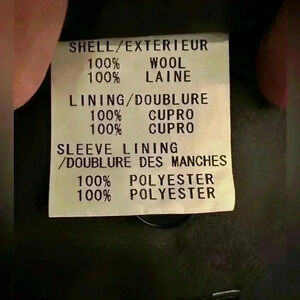 SHELL/EXTERIEUR
100% WOOL
100% LAINE
LINING/DOUBLURE
100% CUPRO
100% CUPRO
SLEEVE LINING
/DOUBLURE DES MANCHES
100% POLYESTER
100% POLYESTER